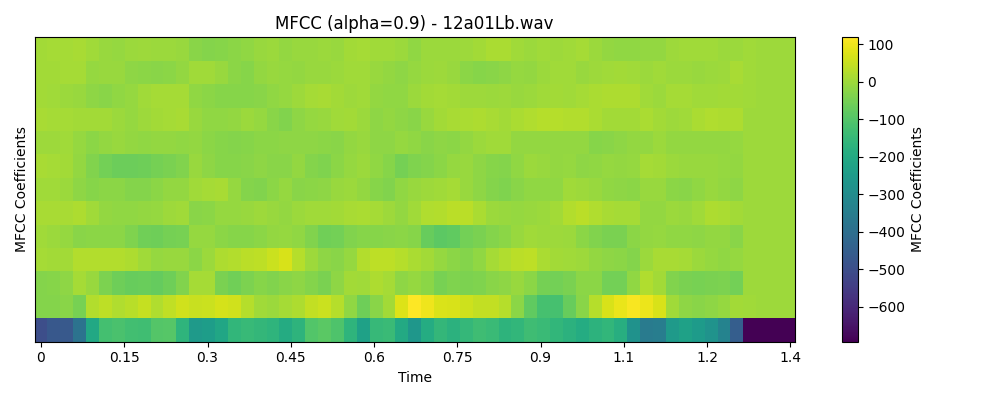 MFCC (alpha=0.9) - 12a01Lb.wav
MFCC Coefficients
0 0.15 0.3 0.45 0.6 0.75 0.9 1.1 1.2 1.4
Time
100
0
−100
−200
−300
−400
−500
−600
MFCC Coefficients